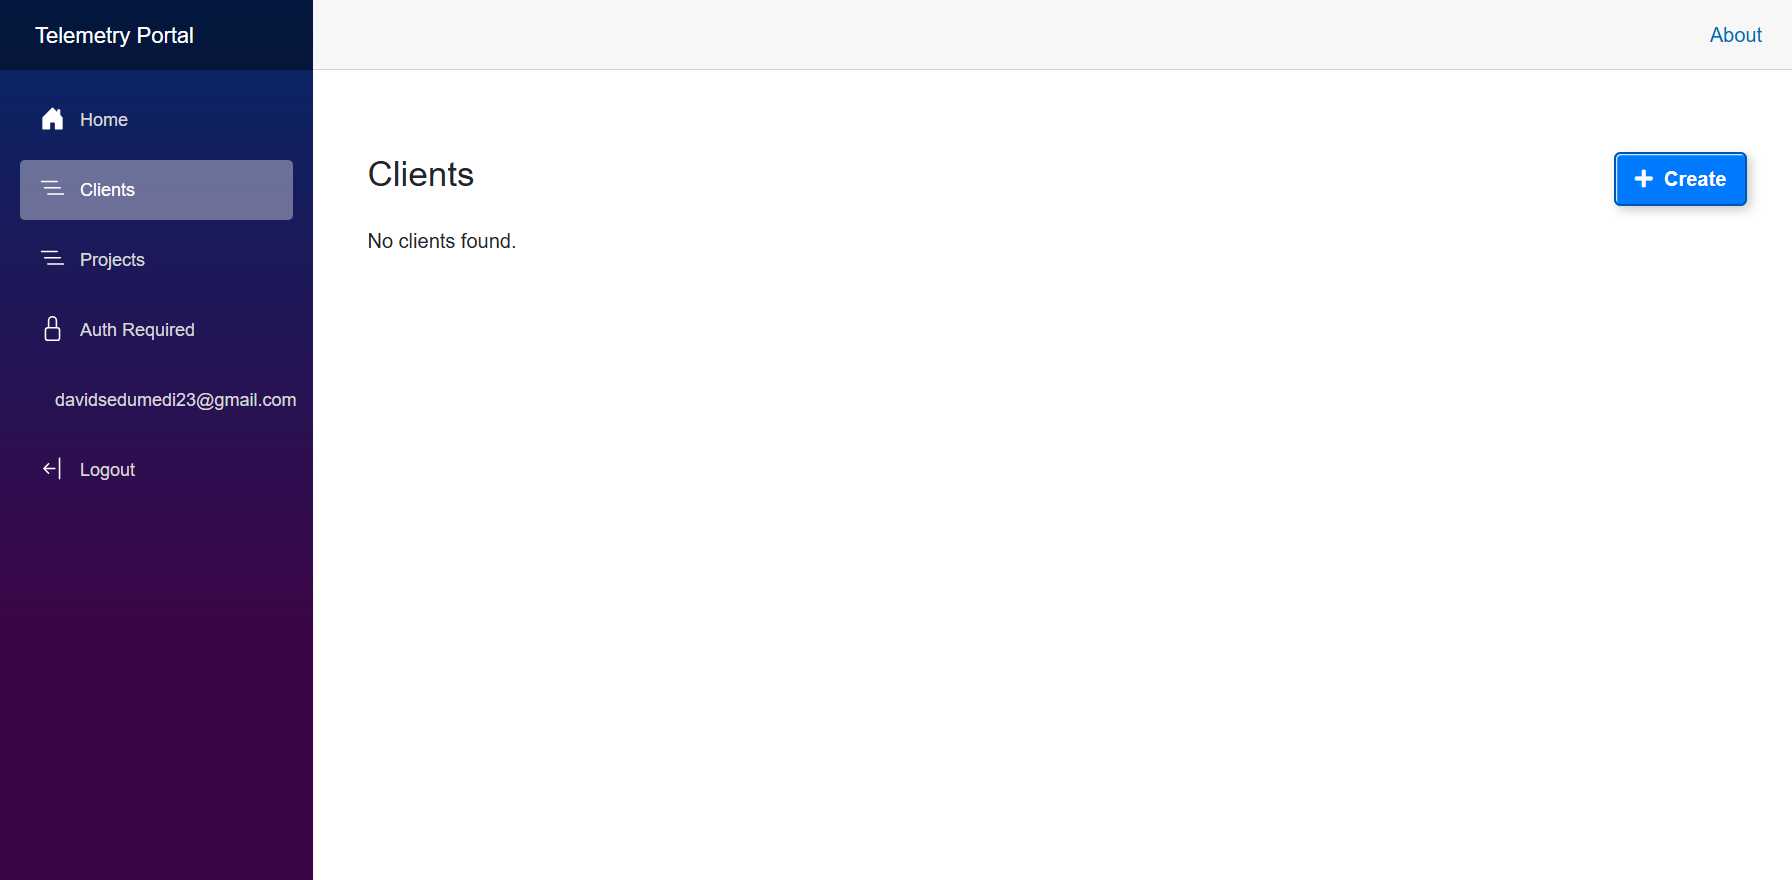 Telemetry Portal
About
Home
Clients
Projects
Auth Required
davidsedumedi23@gmail.com
Logout
Clients
Create
No clients found.